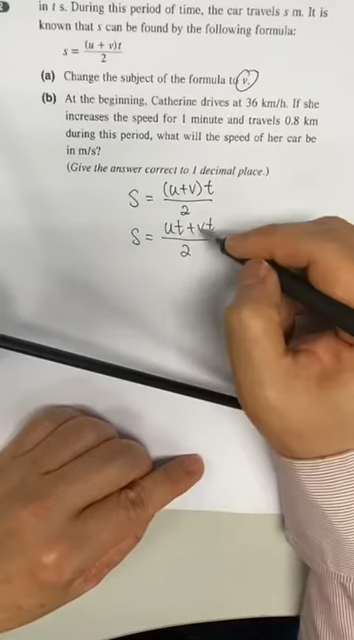 in t s. During this period of time, the car travels s m. It is
known that s can be found by the following formula:
s = (u + v)t / 2
(a) Change the subject of the formula to v.
(b) At the beginning, Catherine drives at 36 km/h. If she
increases the speed for 1 minute and travels 0.8 km
during this period, what will the speed of her car be
in m/s?
(Give the answer correct to 1 decimal place.)
S = (u+v)t / 2
S = ut+vt / 2